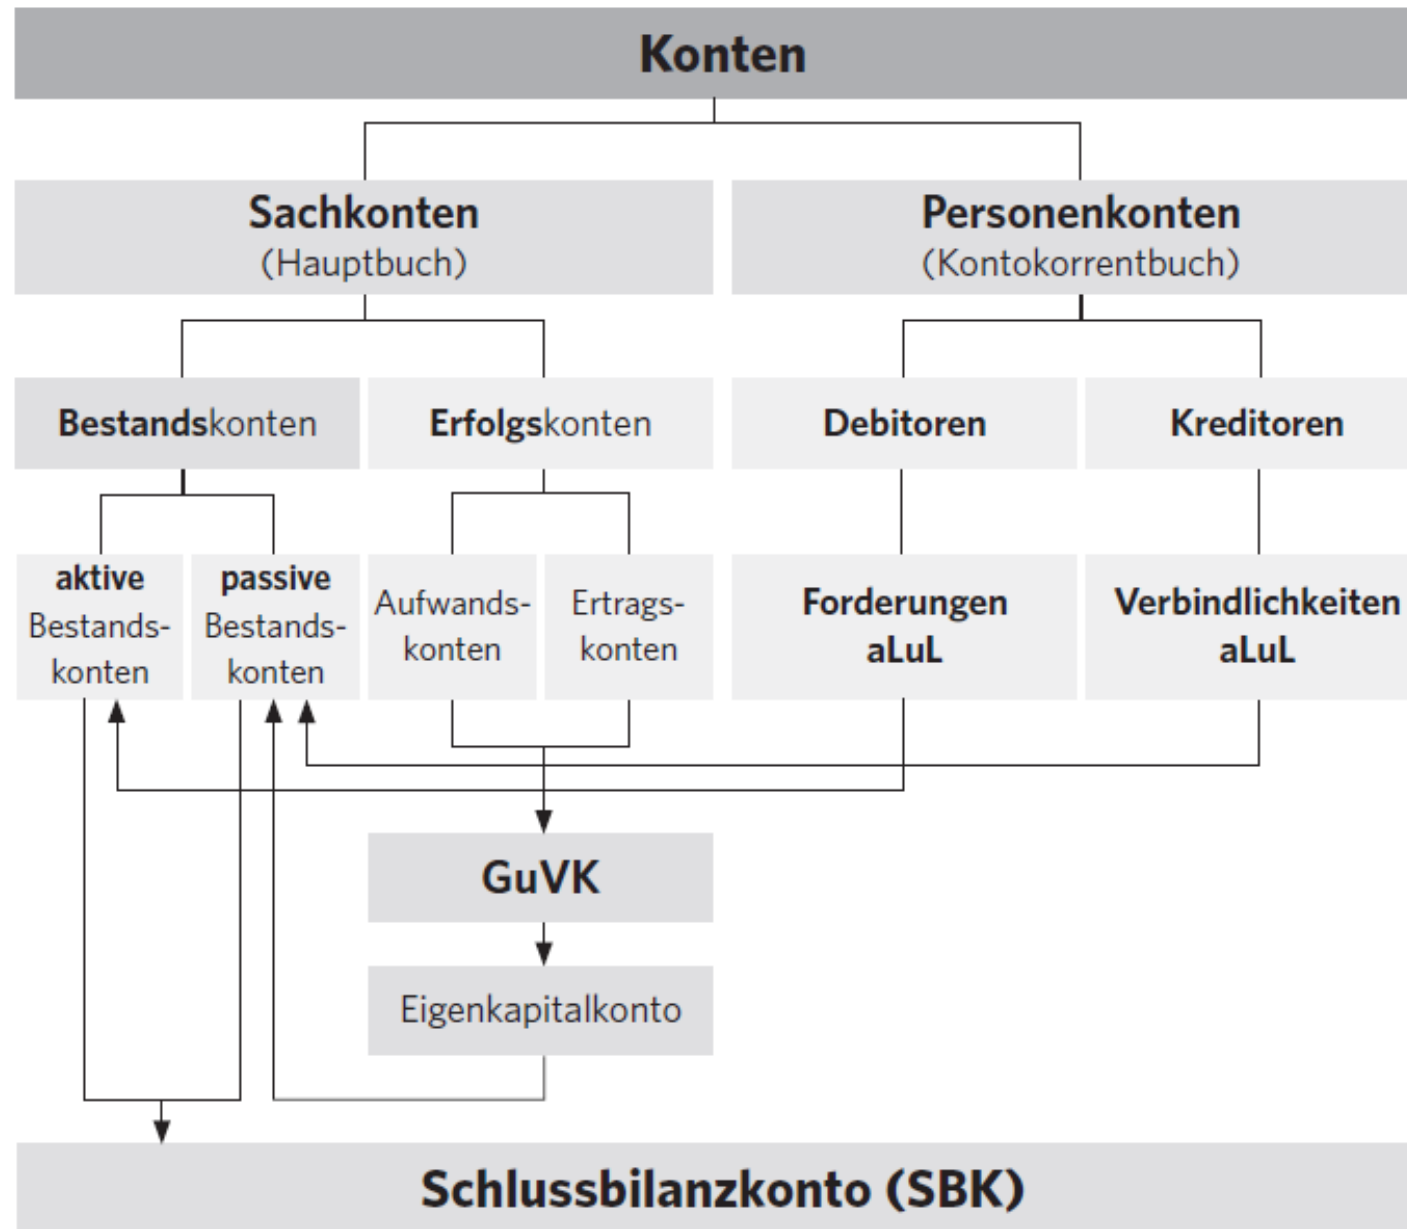 Konten
Sachkonten
(Hauptbuch)
Personenkonten
(Kontokorrentbuch)
Bestandskonten
Erfolgskonten
Debitoren
Kreditoren
aktive
Bestands-
konten
passive
Bestands-
konten
Aufwands-
konten
Ertrags-
konten
Forderungen
aLuL
Verbindlichkeiten
aLuL
GuVK
Eigenkapitalkonto
Schlussbilanzkonto (SBK)